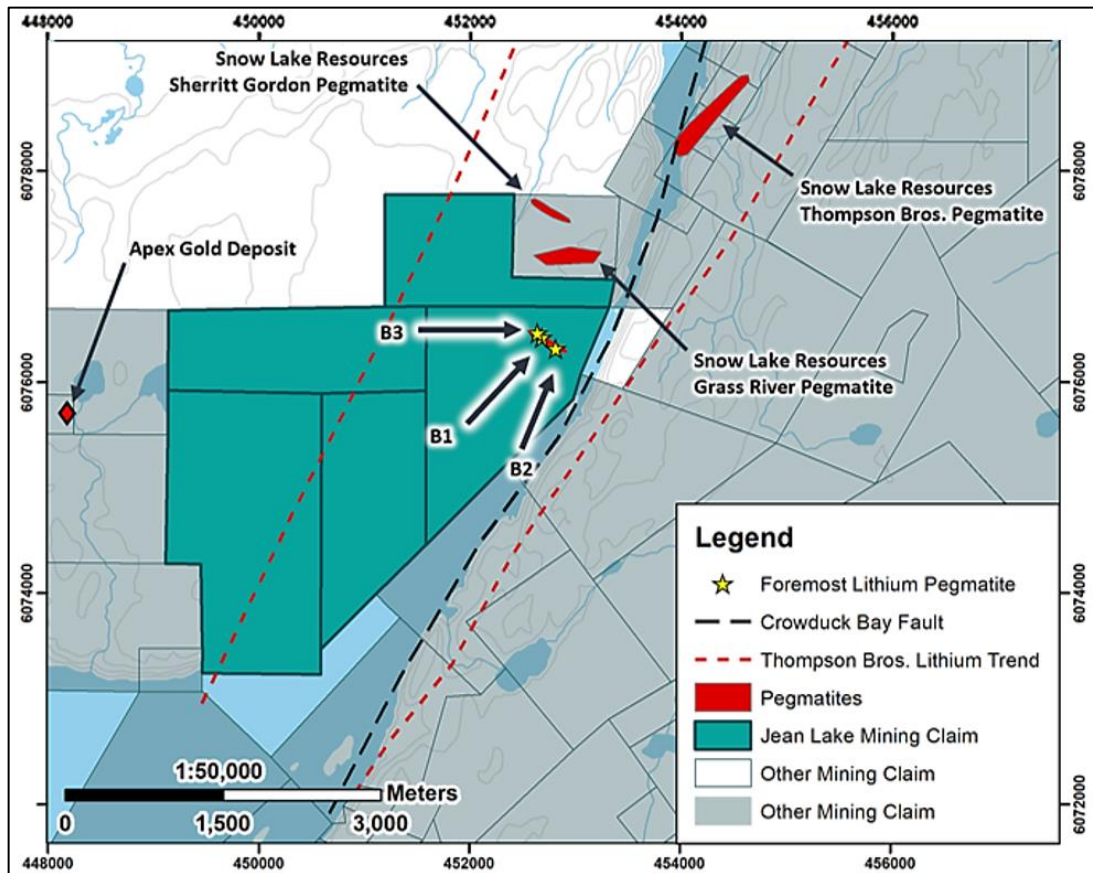 448000
450000
452000
454000
456000
Snow Lake Resources
Sherritt Gordon Pegmatite
6078000
6078000
Snow Lake Resources
Thompson Bros. Pegmatite
Apex Gold Deposit
B3
Snow Lake Resources
Grass River Pegmatite
6076000
6076000
B1
B2
Legend
Foremost Lithium Pegmatite
Crowduck Bay Fault
Thompson Bros. Lithium Trend
Pegmatites
Jean Lake Mining Claim
Other Mining Claim
Other Mining Claim
6074000
6074000
1:50,000
Meters
0
1,500
3,000
6072000
448000
450000
452000
454000
456000